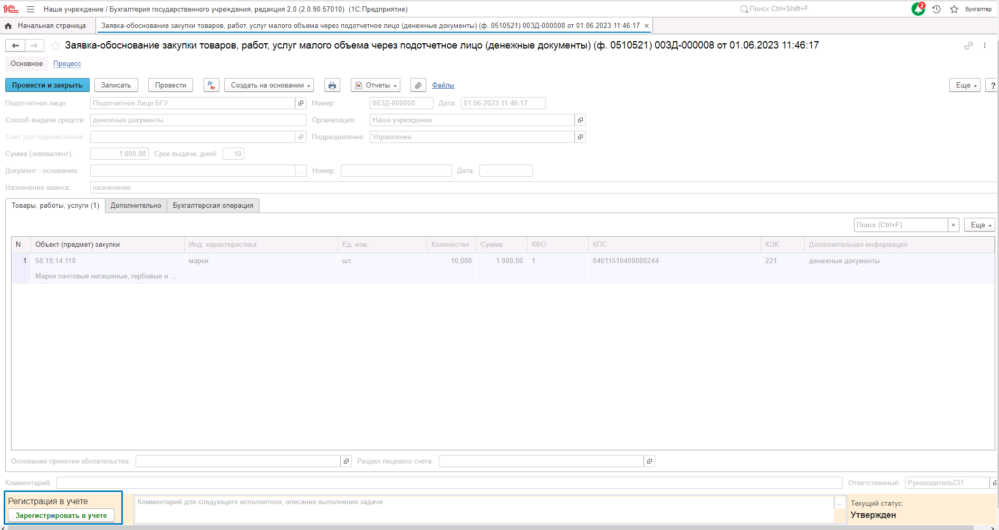 1С Наше учреждение / Бухгалтерия государственного учреждения, редакция 2.0 (2.0.90.57010) (1С:Предприятие) Поиск Ctrl+Shift+F 2 Бухгалтер
Начальная страница Заявка-обоснование закупки товаров, работ, услуг малого объема через подотчетное лицо (денежные документы) (ф. 0510521) 00ЗД-000008 от 01.06.2023 11:46:17 ×
Заявка-обоснование закупки товаров, работ, услуг малого объема через подотчетное лицо (денежные документы) (ф. 0510521) 00ЗД-000008 от 01.06.2023 11:46:17
Основное Процесс
Провести и закрыть Записать Провести Дт Кт Создать на основании Отчеты Файлы Еще ?
Подотчетное лицо: Подотчетное Лицо БГУ Номер: 00ЗД-000008 Дата: 01.06.2023 11:46:17
Способ выдачи средств: денежные документы Организация: Наше учреждение
Счет для перечисления: Подразделение: Управление
Сумма (эквивалент): 1 000,00 Срок выдачи, дней: 10
Документ - основание: ... Номер: Дата: . .
Назначение аванса: назначение
Товары, работы, услуги (1) Дополнительно Бухгалтерская операция
Поиск (Ctrl+F) × Еще
N Объект (предмет) закупки Инд. характеристика Ед. изм. Количество Сумма КФО КПС КЭК Дополнительная информация
1 58.19.14.110 марки шт. 10,000 1 000,00 1 04011510400000244 221 денежные документы
Марки почтовые негашеные, гербовые и ...
Основание принятия обязательства: Раздел лицевого счета:
Комментарий: Ответственный: РуководительСП
Регистрация в учете Комментарий для следующего исполнителя, описание выполнения задачи ... Текущий статус:
Зарегистрировать в учете Утвержден